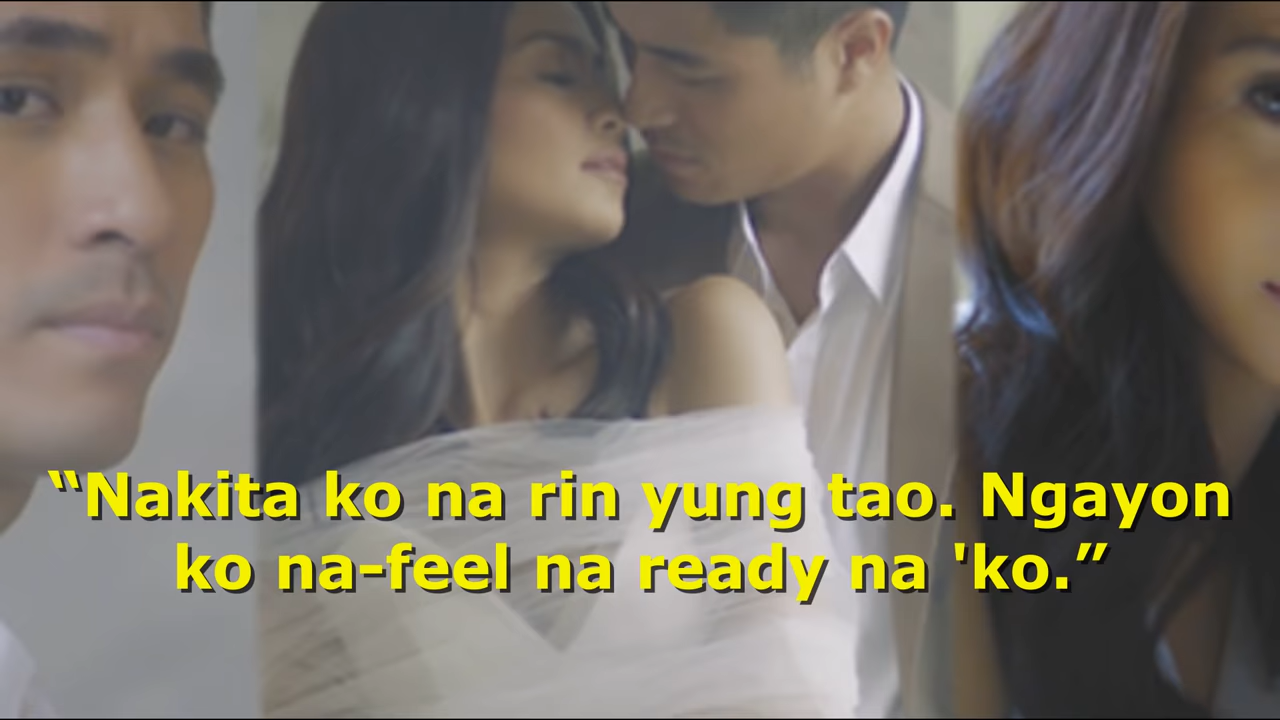 “Nakita ko na rin yung tao. Ngayon
ko na-feel na ready na 'ko.”